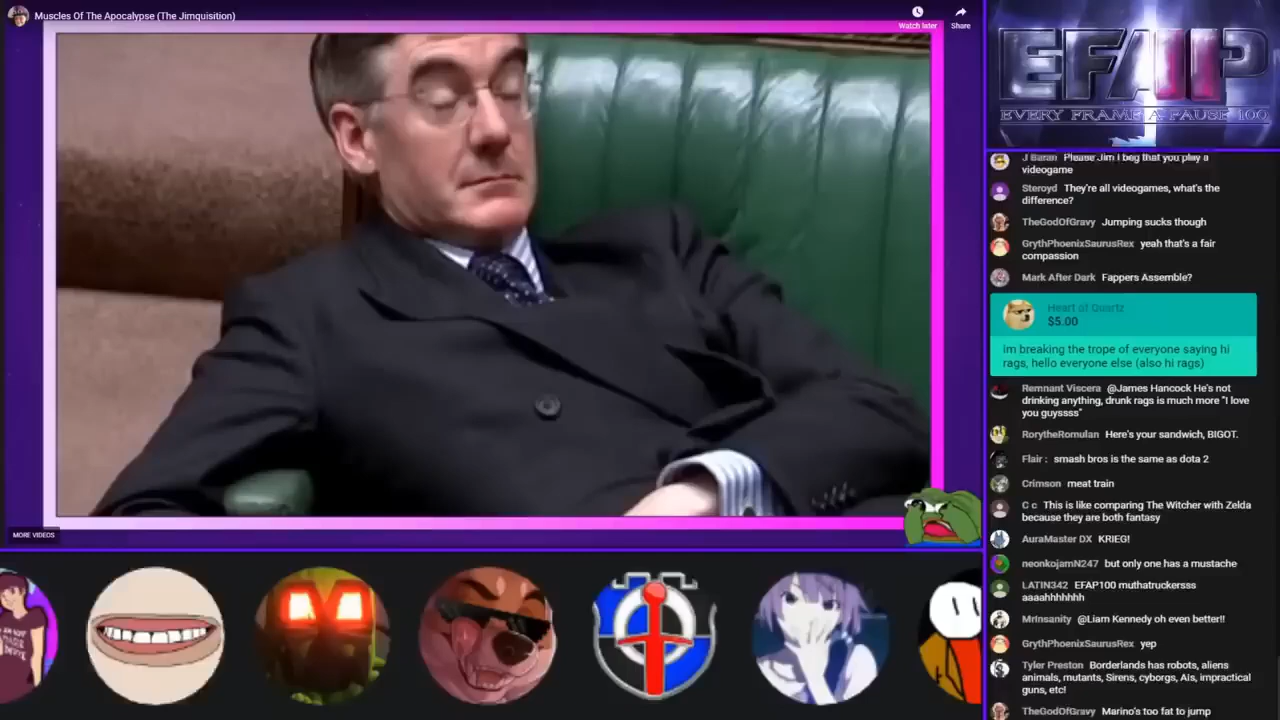 Muscles Of The Apocalypse (The Jimquisition)
Watch later
Share
MORE VIDEOS
EFAP
EVERY FRAME A PAUSE 100
J Baran Please Jim I beg that you play a
videogame
Steroyd They're all videogames, what's the
difference?
TheGodOfGravy Jumping sucks though
GrythPhoenixSaurusRex yeah that's a fair
compassion
Mark After Dark Fappers Assemble?
Heart of Quartz
$5.00
im breaking the trope of everyone saying hi
rags, hello everyone else (also hi rags)
Remnant Viscera @James Hancock He's not
drinking anything, drunk rags is much more "I love
you guyssss"
RorytheRomulan Here's your sandwich, BIGOT.
Flair : smash bros is the same as dota 2
Crimson meat train
C c This is like comparing The Witcher with Zelda
because they are both fantasy
AuraMaster DX KRIEG!
neonkojamN247 but only one has a mustache
LATIN342 EFAP100 muthatruckersss
aaaahhhhhh
MrInsanity @Liam Kennedy oh even better!!
GrythPhoenixSaurusRex yep
Tyler Preston Borderlands has robots, aliens
animals, mutants, Sirens, cyborgs, Ais, impractical
guns, etc!
TheGodOfGravy Marino's too fat to jump